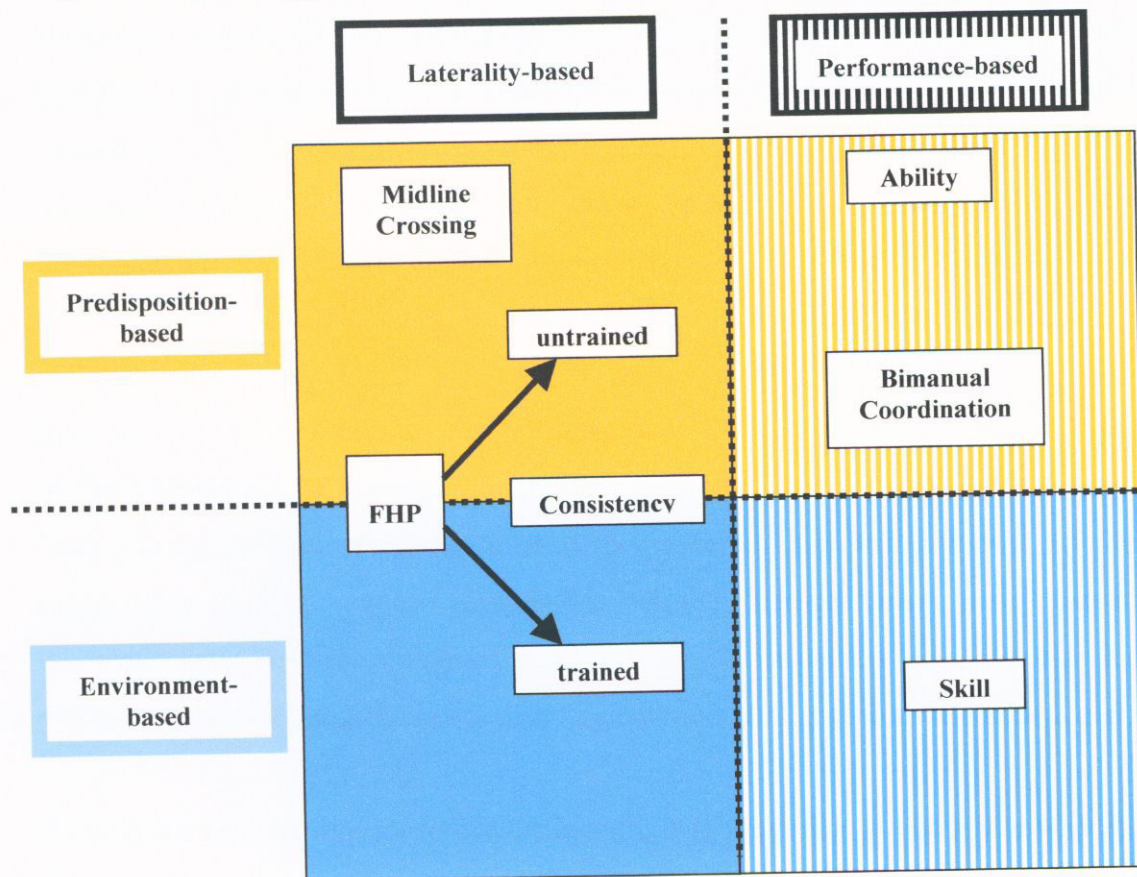 Laterality-based
Performance-based
Midline
Crossing
Ability
Predisposition-
based
untrained
Bimanual
Coordination
FHP
Consistency
Environment-
based
trained
Skill